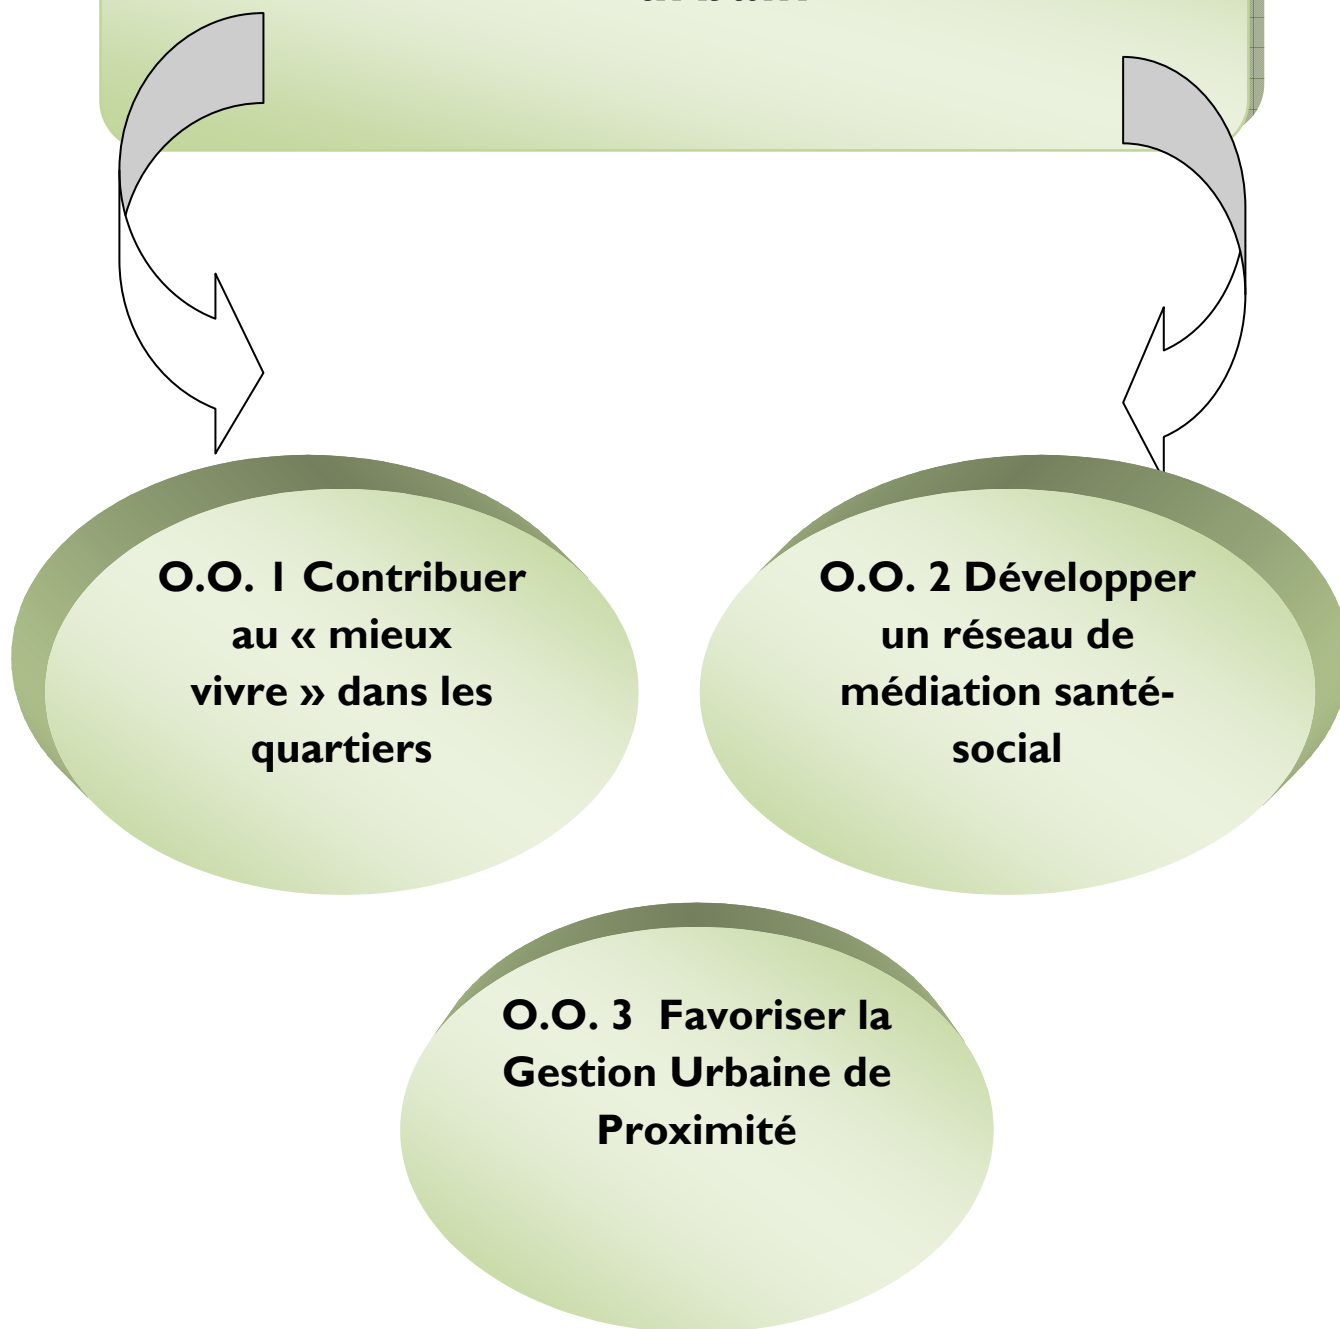 O.O. 1 Contribuer
au « mieux
vivre » dans les
quartiers
O.O. 2 Développer
un réseau de
médiation santé-
social
O.O. 3 Favoriser la
Gestion Urbaine de
Proximité